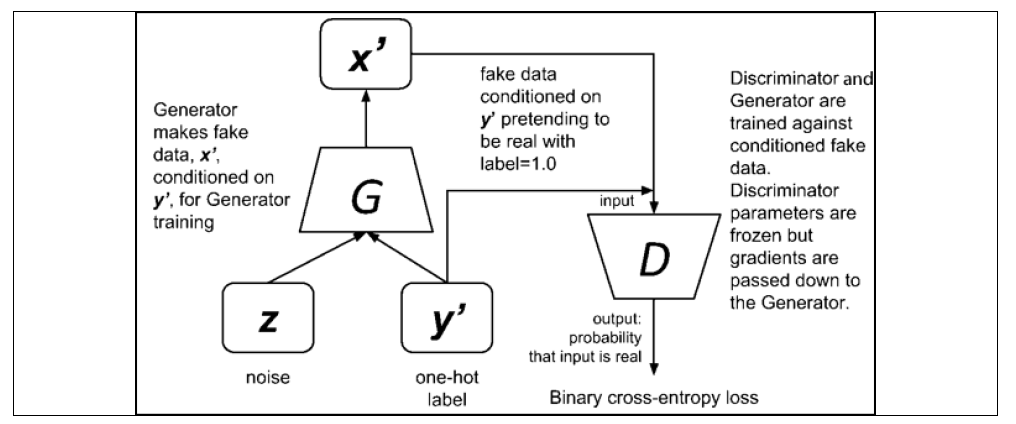 x’
Generator
makes fake
data, x’,
conditioned on
y’, for Generator
training
fake data
conditioned on
y’ pretending to
be real with
label=1.0
Discriminator and
Generator are
trained against
conditioned fake
data.
Discriminator
parameters are
frozen but
gradients are
passed down to
the Generator.
G
input
D
z
y’
noise
one-hot
label
output:
probability
that input is real
Binary cross-entropy loss